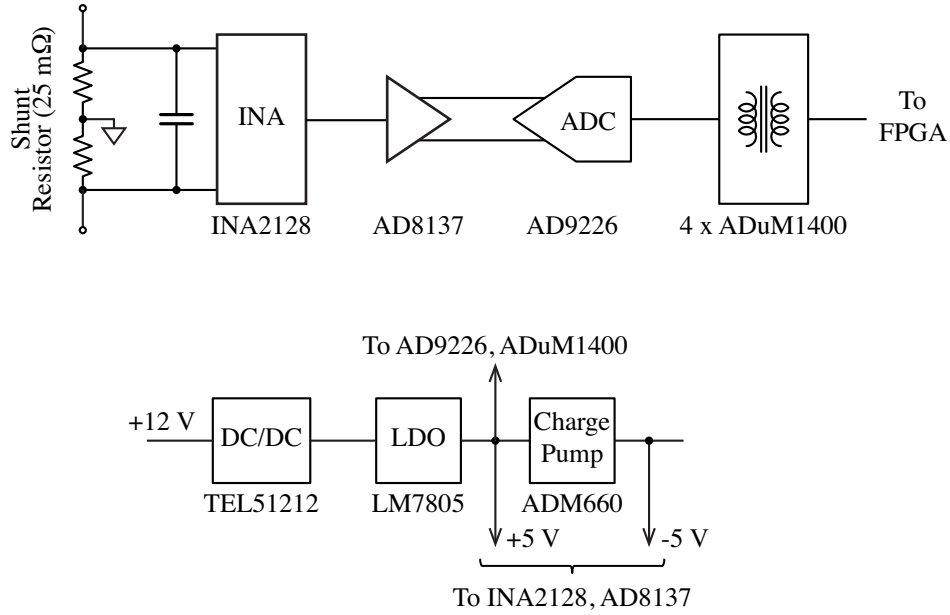 Shunt
Resistor (25 mΩ)
INA
ADC
To
FPGA
INA2128
AD8137
AD9226
4 x ADuM1400
To AD9226, ADuM1400
+12 V
DC/DC
LDO
Charge
Pump
TEL51212
LM7805
ADM660
+5 V
-5 V
To INA2128, AD8137